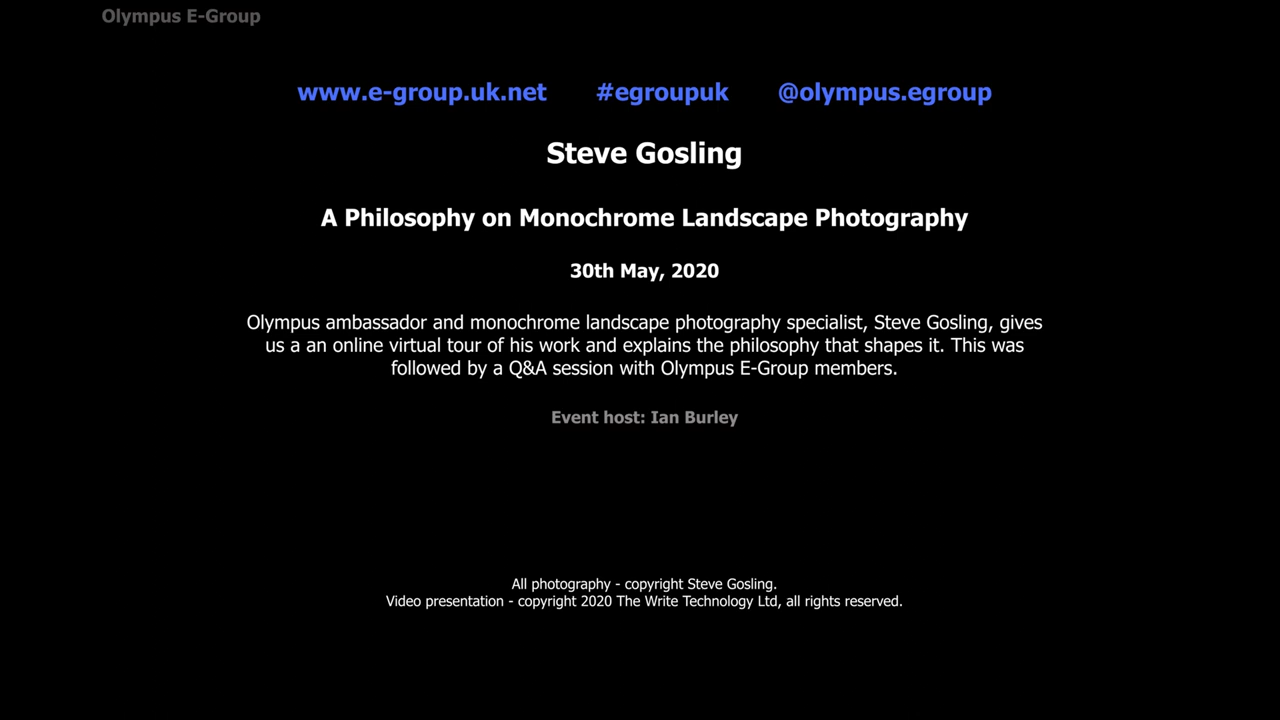 Olympus E-Group
www.e-group.uk.net #egroupuk @olympus.egroup
Steve Gosling
A Philosophy on Monochrome Landscape Photography
30th May, 2020
Olympus ambassador and monochrome landscape photography specialist, Steve Gosling, gives
us a an online virtual tour of his work and explains the philosophy that shapes it. This was
followed by a Q&A session with Olympus E-Group members.
Event host: Ian Burley
All photography - copyright Steve Gosling.
Video presentation - copyright 2020 The Write Technology Ltd, all rights reserved.